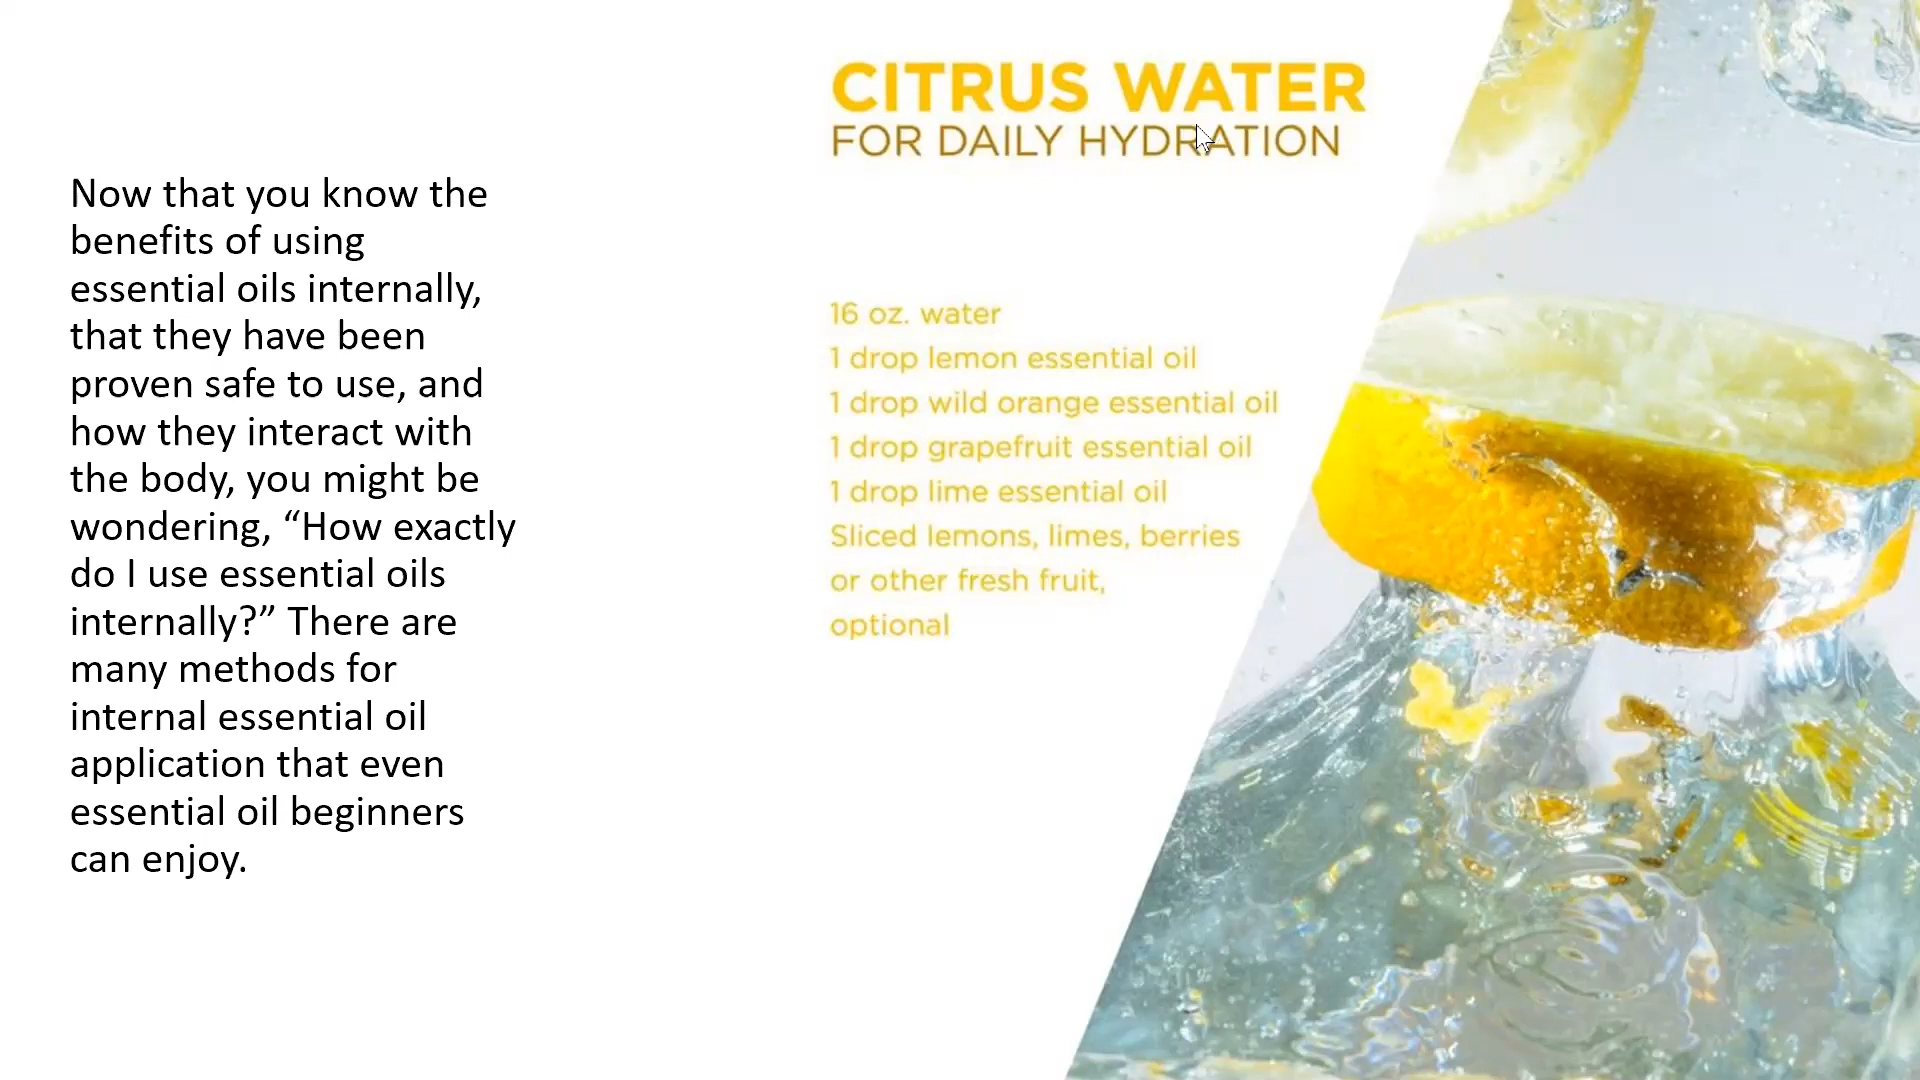 Now that you know the
benefits of using
essential oils internally,
that they have been
proven safe to use, and
how they interact with
the body, you might be
wondering, “How exactly
do I use essential oils
internally?” There are
many methods for
internal essential oil
application that even
essential oil beginners
can enjoy.
CITRUS WATER
FOR DAILY HYDRATION
16 oz. water
1 drop lemon essential oil
1 drop wild orange essential oil
1 drop grapefruit essential oil
1 drop lime essential oil
Sliced lemons, limes, berries
or other fresh fruit,
optional